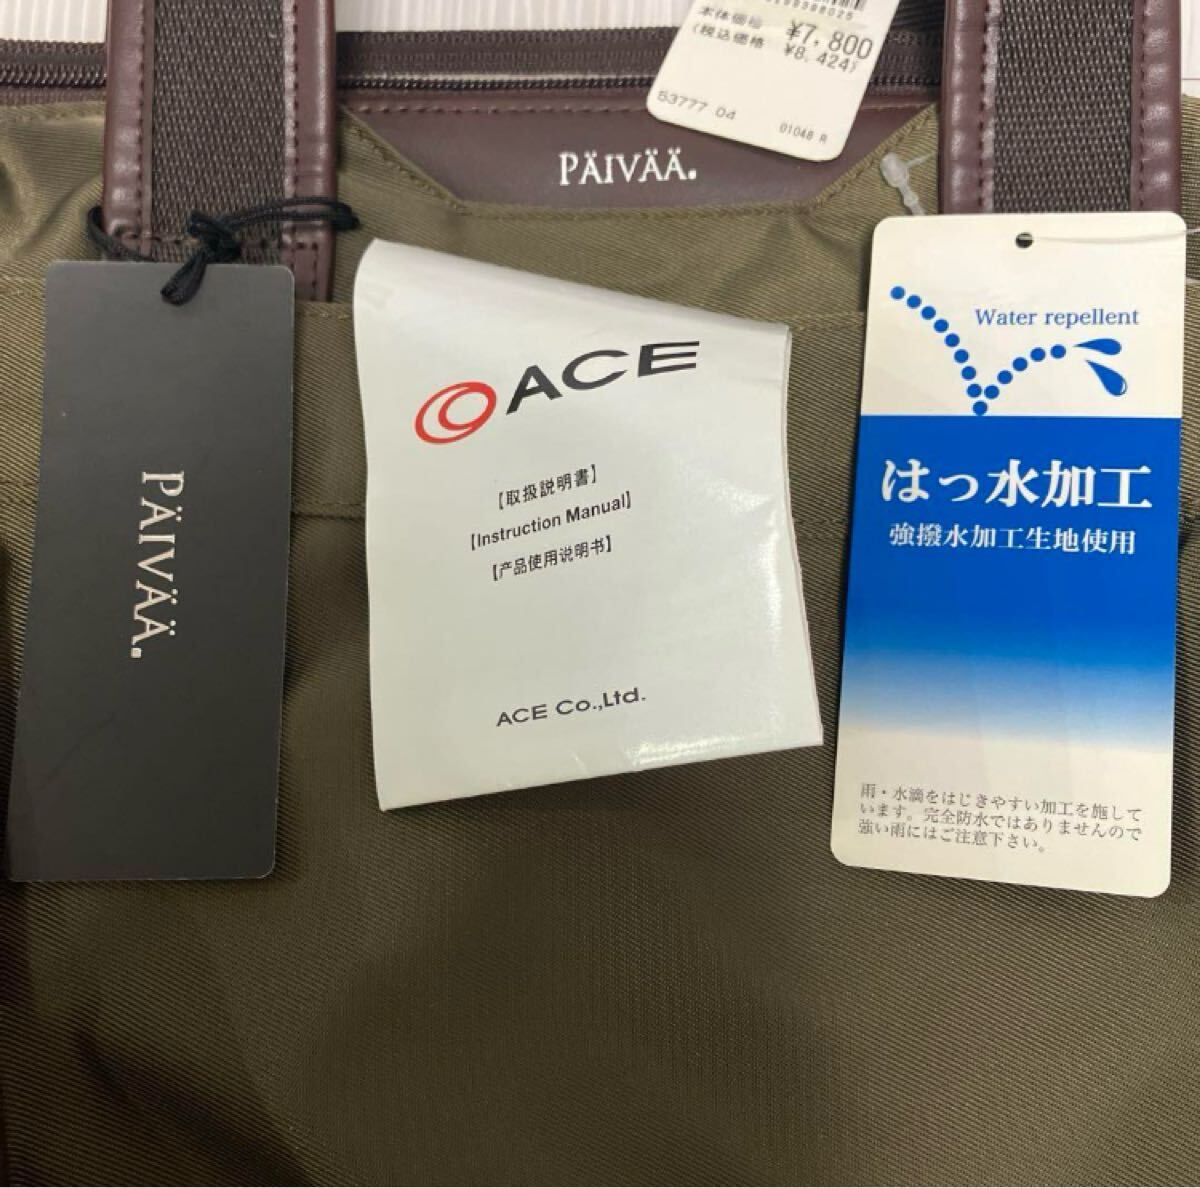 本体価格 ¥7,800
(税込価格 ¥8,424)
53777 04
01048 R
PÄIVÄÄ.
PÄIVÄÄ.
ACE
【取扱説明書】
【Instruction Manual】
【产品使用说明书】
ACE Co.,Ltd.
Water repellent
はっ水加工
強撥水加工生地使用
雨・水滴をはじきやすい加工を施して
います。完全防水ではありませんので
強い雨にはご注意下さい。